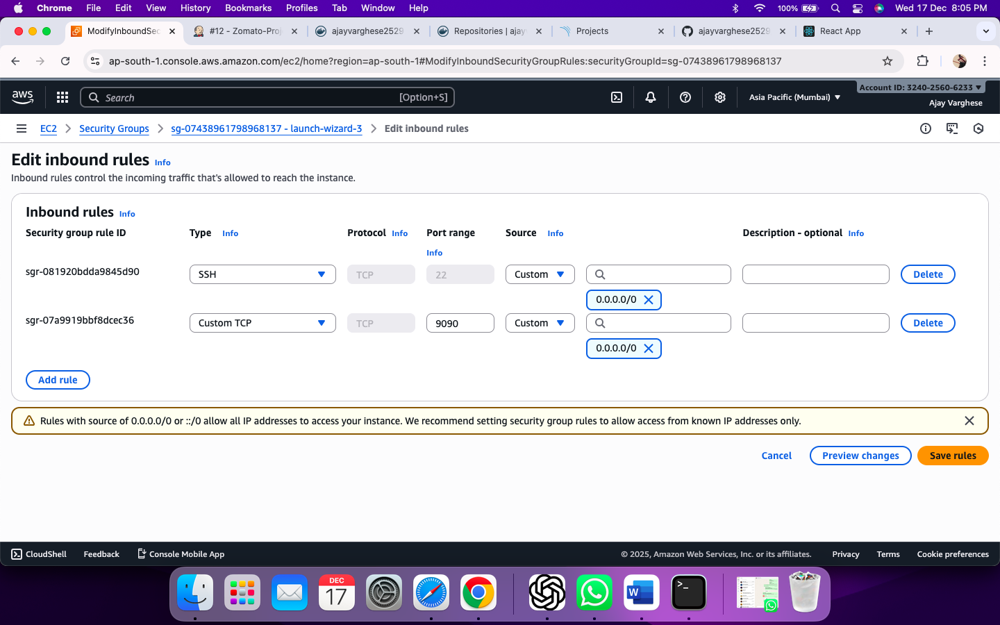 Chrome File Edit View History Bookmarks Profiles Tab Window Help 100% Wed 17 Dec 8:05 PM
ModifyInboundSec #12 - Zomato-Proj ajayvarghese2529 Repositories | ajay Projects ajayvarghese2529 React App
ap-south-1.console.aws.amazon.com/ec2/home?region=ap-south-1#ModifyInboundSecurityGroupRules:securityGroupId=sg-07438961798968137
aws Search [Option+S] Asia Pacific (Mumbai) Account ID: 3240-2560-6233
Ajay Varghese
EC2 Security Groups sg-07438961798968137 - launch-wizard-3 Edit inbound rules
Edit inbound rules Info
Inbound rules control the incoming traffic that's allowed to reach the instance.
Inbound rules Info
Security group rule ID Type Info Protocol Info Port range Info Source Info Description - optional Info
sgr-081920bdda9845d90 SSH TCP 22 Custom Delete
0.0.0.0/0
sgr-07a9919bbf8dcec36 Custom TCP TCP 9090 Custom Delete
0.0.0.0/0
Add rule
Rules with source of 0.0.0.0/0 or ::/0 allow all IP addresses to access your instance. We recommend setting security group rules to allow access from known IP addresses only.
Cancel Preview changes Save rules
CloudShell Feedback Console Mobile App © 2025, Amazon Web Services, Inc. or its affiliates. Privacy Terms Cookie preferences
DEC
17
W
>_